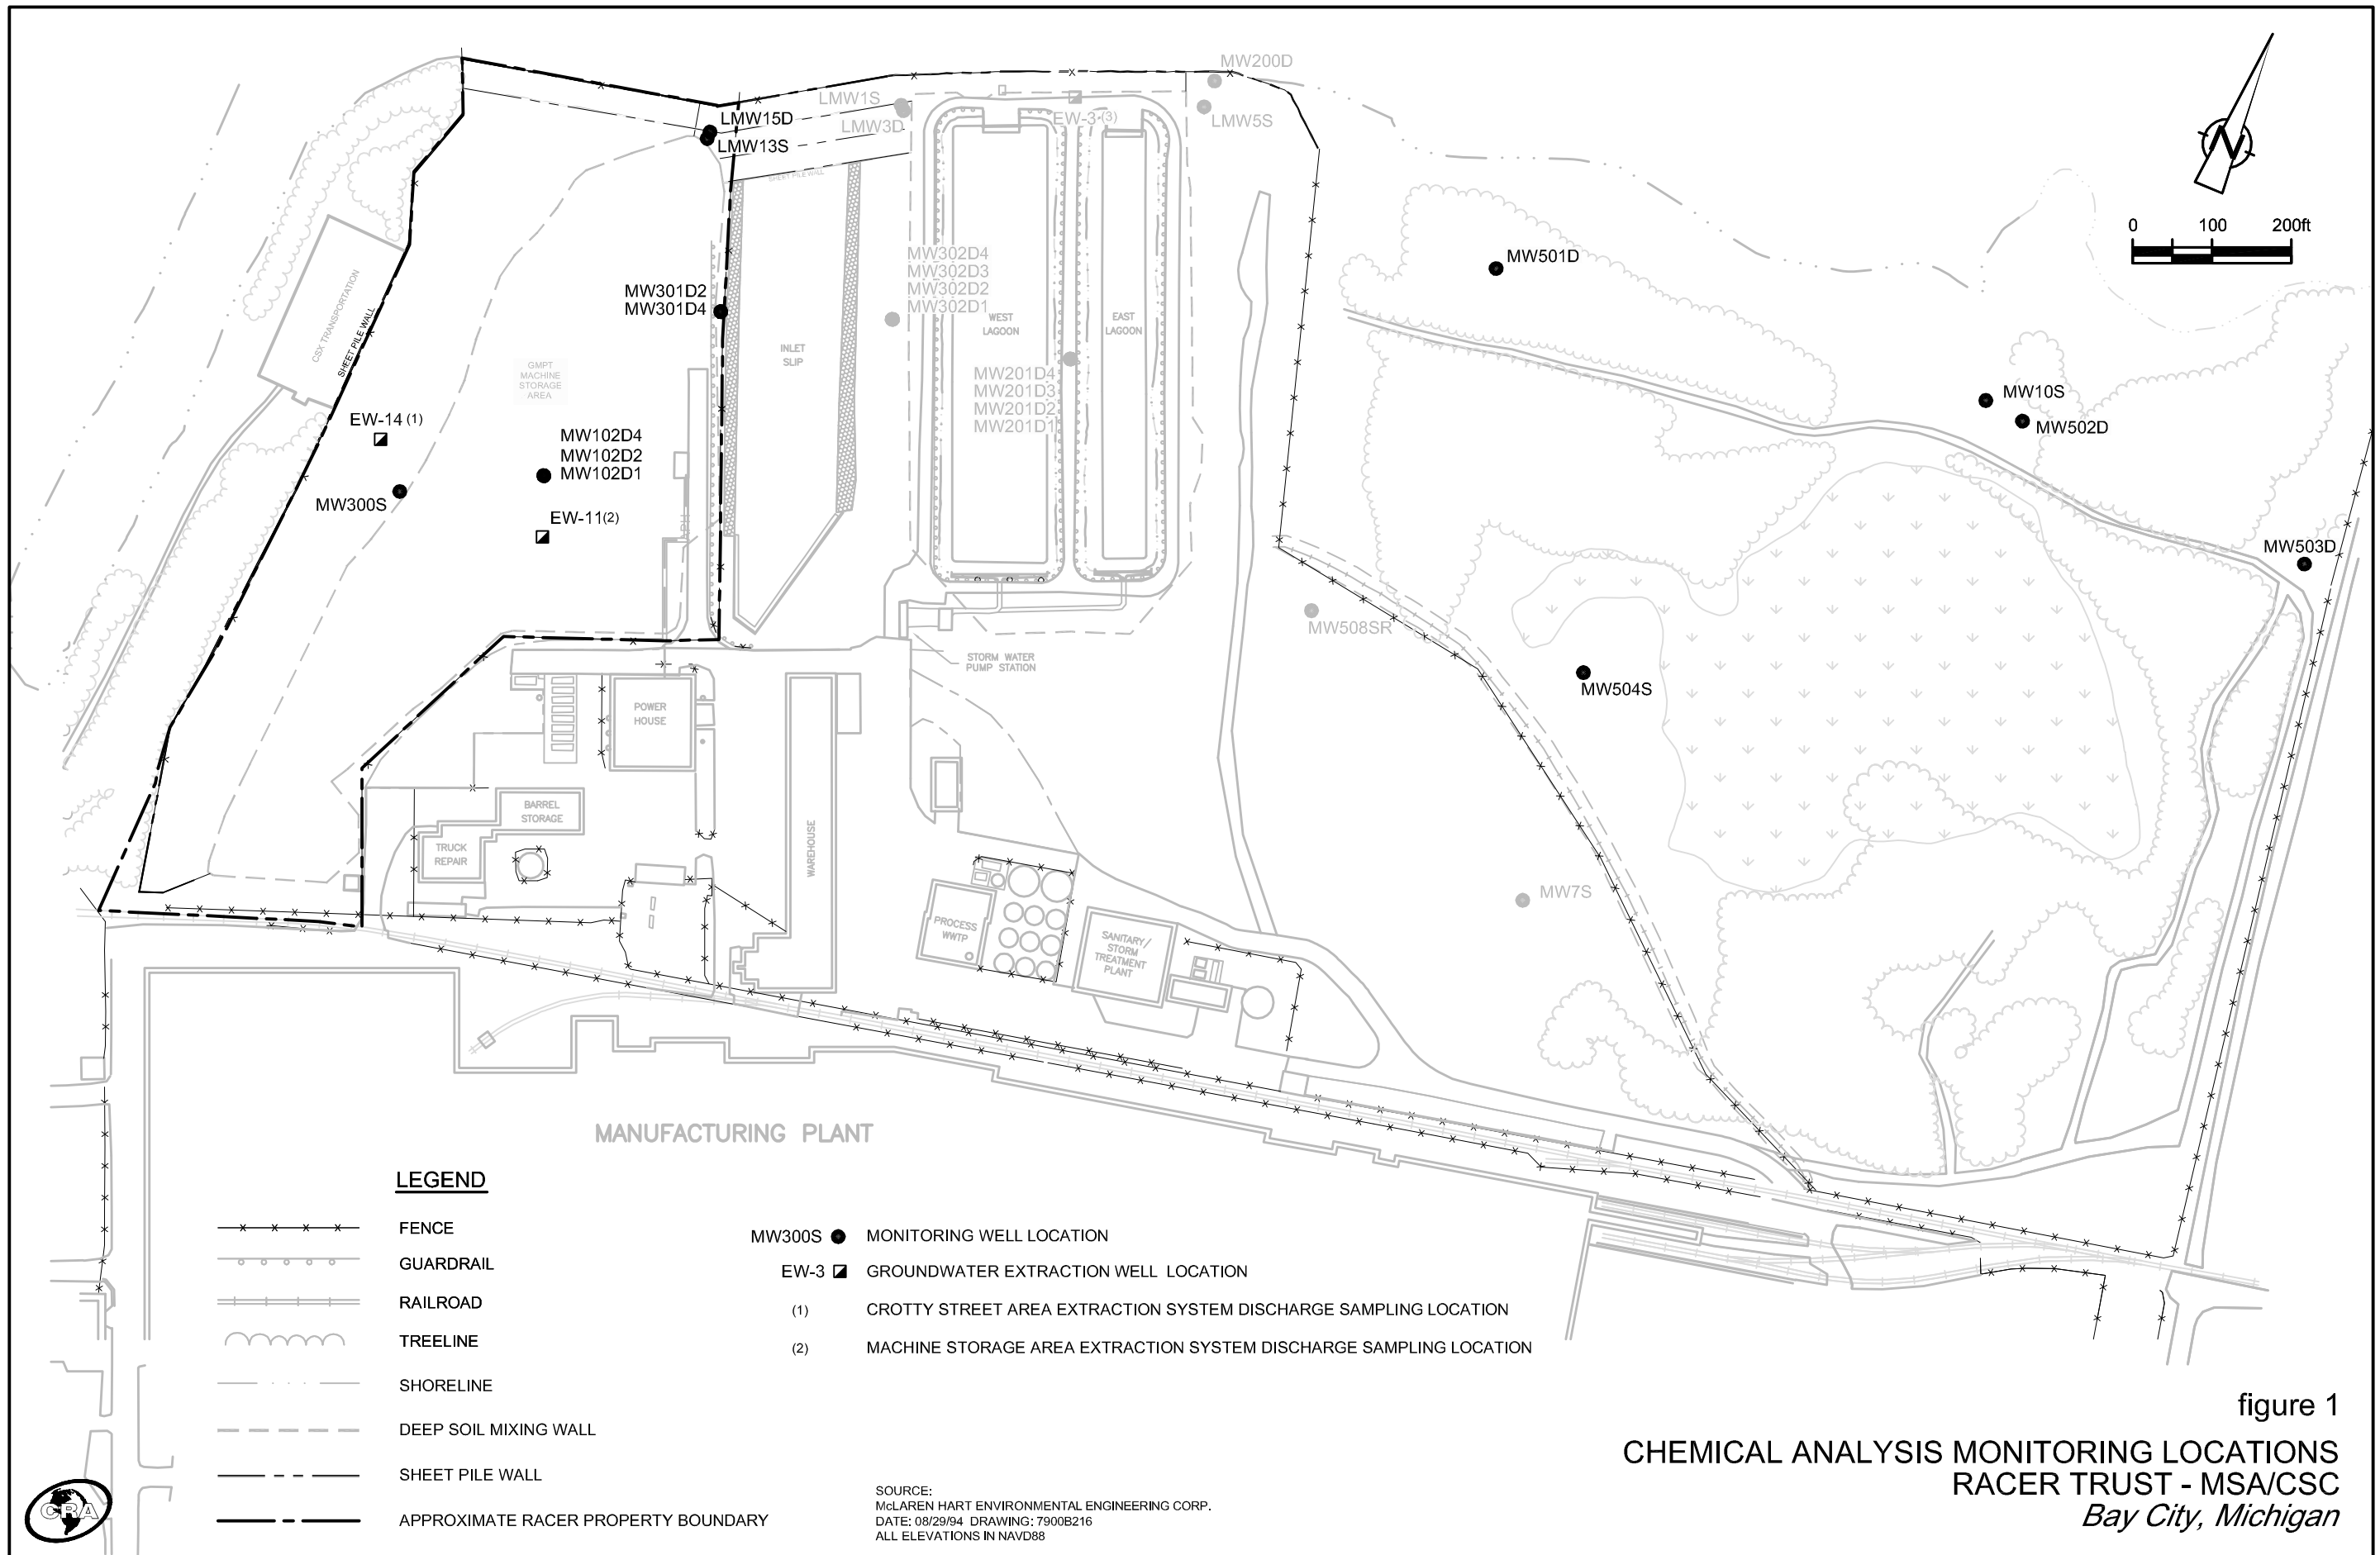 MW200D
LMW15D
LMW1S
EW-3 (3)
LMW5S
LMW3D
LMW13S
SHEET PILE WALL
N
0 100 200ft
MW302D4
MW302D3
MW302D2
MW302D1
MW501D
MW301D2
MW301D4
CSX TRANSPORTATION
SHEET PILE WALL
WEST
LAGOON
EAST
LAGOON
INLET
SLIP
GMPT
MACHINE
STORAGE
AREA
MW201D4
MW201D3
MW201D2
MW201D1
MW10S
MW502D
EW-14 (1)
MW102D4
MW102D2
MW102D1
MW300S
EW-11(2)
MW503D
MW508SR
STORM WATER
PUMP STATION
MW504S
POWER
HOUSE
BARREL
STORAGE
TRUCK
REPAIR
WAREHOUSE
MW7S
PROCESS
WWTP
SANITARY/
STORM
TREATMENT
PLANT
MANUFACTURING PLANT
LEGEND
FENCE
GUARDRAIL
RAILROAD
TREELINE
SHORELINE
DEEP SOIL MIXING WALL
SHEET PILE WALL
APPROXIMATE RACER PROPERTY BOUNDARY
MW300S MONITORING WELL LOCATION
EW-3 GROUNDWATER EXTRACTION WELL LOCATION
(1) CROTTY STREET AREA EXTRACTION SYSTEM DISCHARGE SAMPLING LOCATION
(2) MACHINE STORAGE AREA EXTRACTION SYSTEM DISCHARGE SAMPLING LOCATION
SOURCE:
McLAREN HART ENVIRONMENTAL ENGINEERING CORP.
DATE: 08/29/94 DRAWING: 7900B216
ALL ELEVATIONS IN NAVD88
CRA
figure 1
CHEMICAL ANALYSIS MONITORING LOCATIONS
RACER TRUST - MSA/CSC
Bay City, Michigan